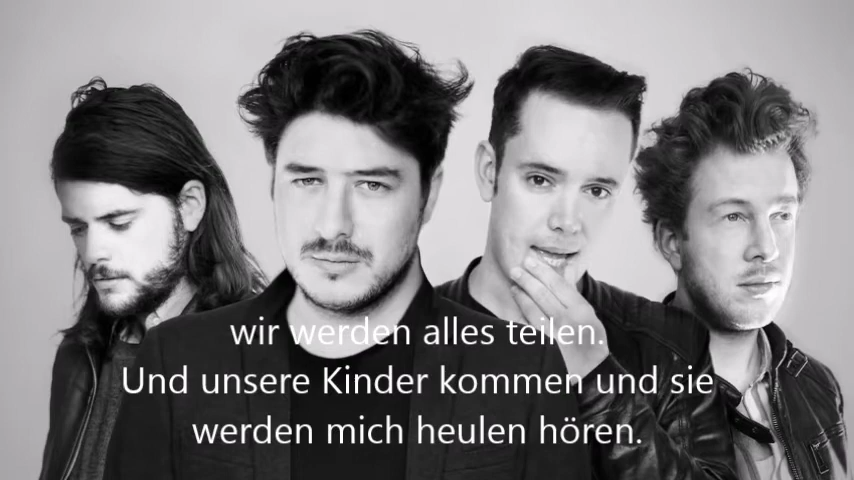 wir werden alles teilen.
Und unsere Kinder kommen und sie
werden mich heulen hören.